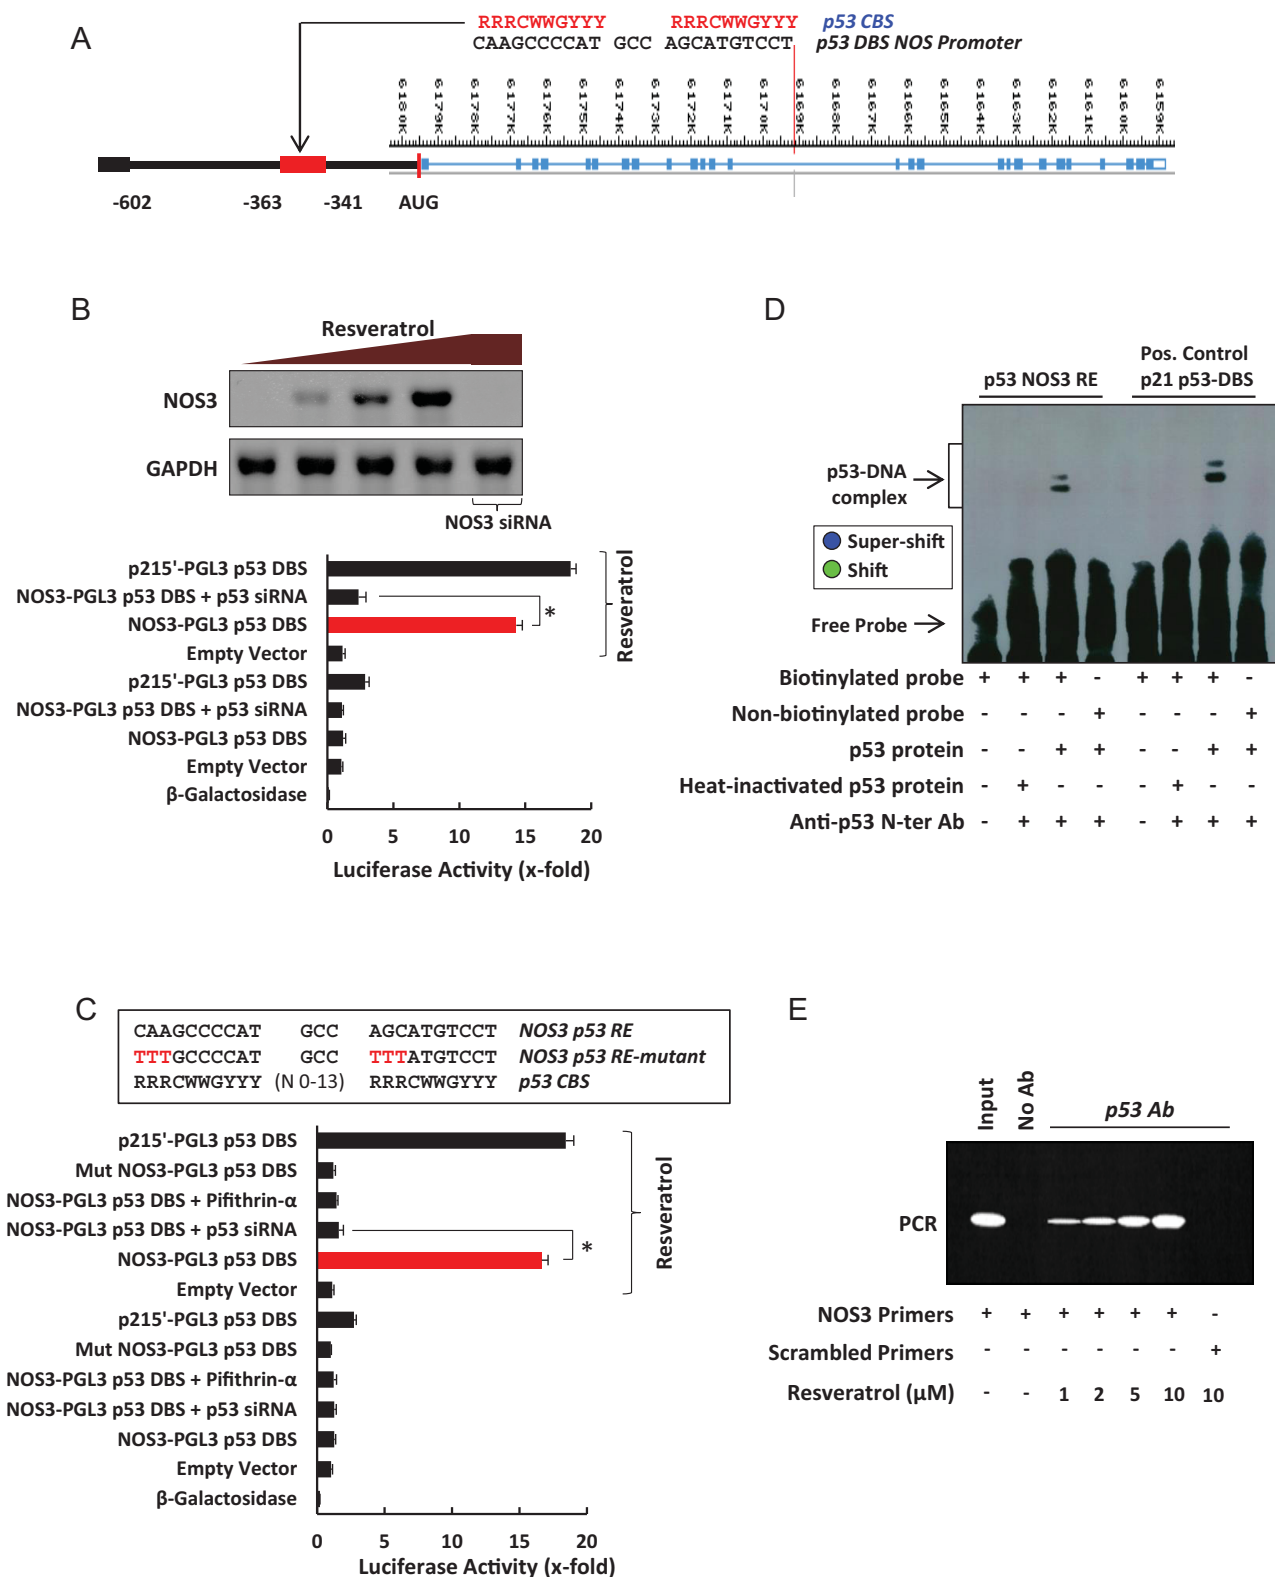 A
RRRCWWGYYY RRRCWWGYYY p53 CBS
CAAGCCCCAT GCC AGCATGTCCT p53 DBS NOS Promoter
6180K 6179K 6178K 6177K 6176K 6175K 6174K 6173K 6172K 6171K 6170K 6169K 6168K 6167K 6166K 6165K 6164K 6163K 6162K 6161K 6160K 6159K
-602 -363 -341 AUG
B
Resveratrol
NOS3
GAPDH
NOS3 siRNA
p215'-PGL3 p53 DBS
NOS3-PGL3 p53 DBS + p53 siRNA
NOS3-PGL3 p53 DBS
Empty Vector
p215'-PGL3 p53 DBS
NOS3-PGL3 p53 DBS + p53 siRNA
NOS3-PGL3 p53 DBS
Empty Vector
β-Galactosidase
*
Resveratrol
0 5 10 15 20
Luciferase Activity (x-fold)
D
p53 NOS3 RE
Pos. Control
p21 p53-DBS
p53-DNA
complex
Super-shift
Shift
Free Probe
Biotinylated probe + + + - + + + -
Non-biotinylated probe - - - + - - - +
p53 protein - - + + - - + +
Heat-inactivated p53 protein - + - - - + - -
Anti-p53 N-ter Ab - + + + - + + +
C
CAAGCCCCAT GCC AGCATGTCCT NOS3 p53 RE
TTTGCCCCAT GCC TTTATGTCCT NOS3 p53 RE-mutant
RRRCWWGYYY (N 0-13) RRRCWWGYYY p53 CBS
p215'-PGL3 p53 DBS
Mut NOS3-PGL3 p53 DBS
NOS3-PGL3 p53 DBS + Pifithrin-α
NOS3-PGL3 p53 DBS + p53 siRNA
NOS3-PGL3 p53 DBS
Empty Vector
p215'-PGL3 p53 DBS
Mut NOS3-PGL3 p53 DBS
NOS3-PGL3 p53 DBS + Pifithrin-α
NOS3-PGL3 p53 DBS + p53 siRNA
NOS3-PGL3 p53 DBS
Empty Vector
β-Galactosidase
*
Resveratrol
0 5 10 15 20
Luciferase Activity (x-fold)
E
Input
No Ab
p53 Ab
PCR
NOS3 Primers + + + + + + -
Scrambled Primers - - - - - - +
Resveratrol (μM) - - 1 2 5 10 10